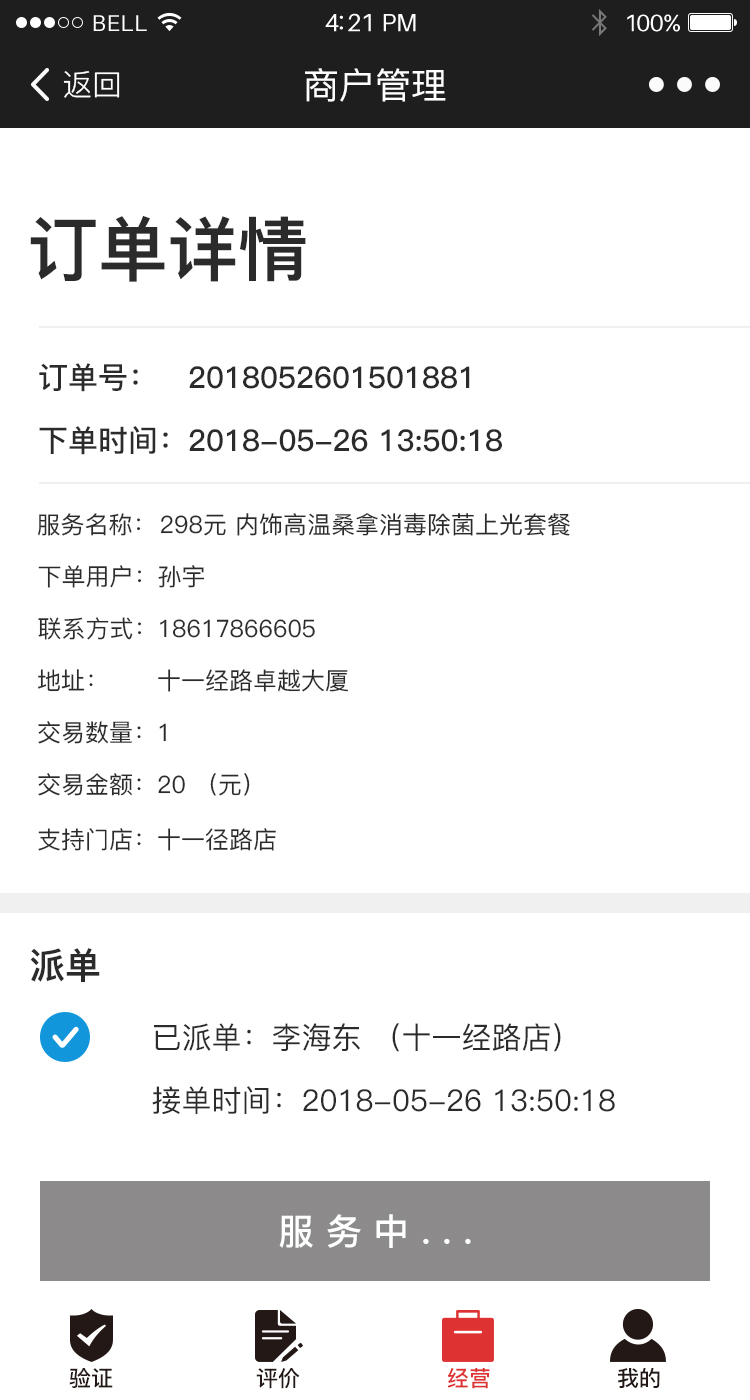 BELL 4:21 PM 100%
返回 商户管理
订单详情
订单号： 2018052601501881
下单时间：2018-05-26 13:50:18
服务名称： 298元 内饰高温桑拿消毒除菌上光套餐
下单用户：孙宇
联系方式：18617866605
地址： 十一经路卓越大厦
交易数量：1
交易金额：20 （元）
支持门店：十一径路店
派单
已派单：李海东 （十一经路店）
接单时间：2018-05-26 13:50:18
服务中...
验证 评价 经营 我的